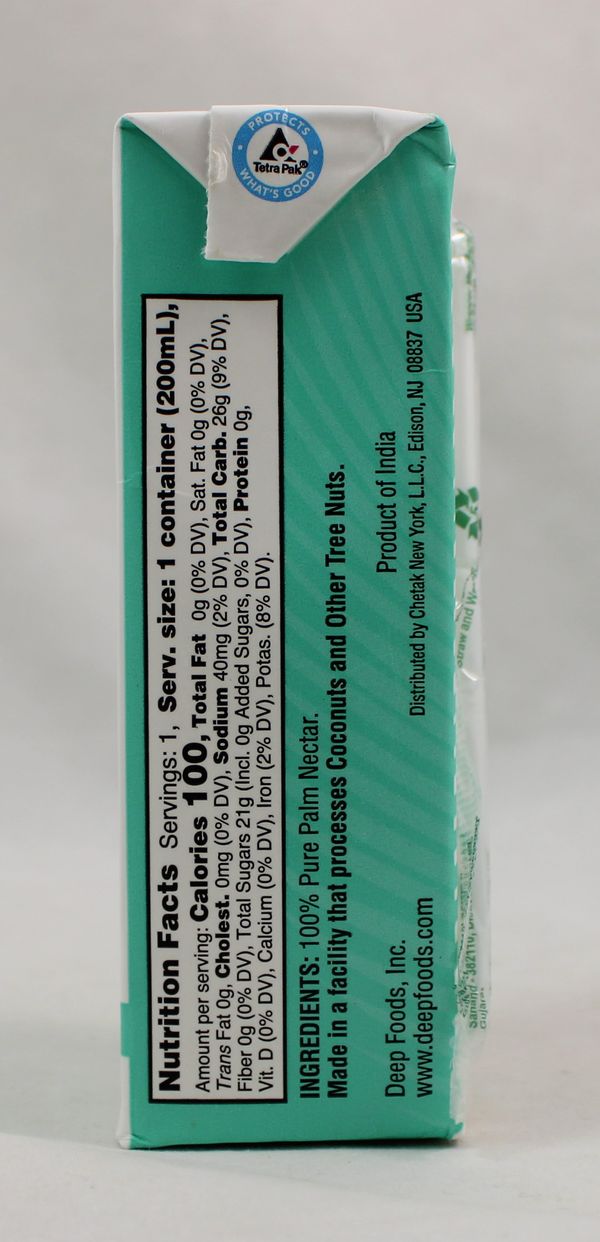 PROTECTS
Tetra Pak®
WHAT'S GOOD
Nutrition Facts Servings: 1, Serv. size: 1 container (200mL),
Amount per serving: Calories 100, Total Fat 0g (0% DV), Sat. Fat 0g (0% DV),
Trans Fat 0g, Cholest. 0mg (0% DV), Sodium 40mg (2% DV), Total Carb. 26g (9% DV),
Fiber 0g (0% DV), Total Sugars 21g (Incl. 0g Added Sugars, 0% DV), Protein 0g,
Vit. D (0% DV), Calcium (0% DV), Iron (2% DV), Potas. (8% DV).
INGREDIENTS: 100% Pure Palm Nectar.
Made in a facility that processes Coconuts and Other Tree Nuts.
Deep Foods, Inc.
www.deepfoods.com
Product of India
Distributed by Chetak New York, L.L.C., Edison, NJ 08837 USA
Straw and
Sanand - 382110,
Gujarat